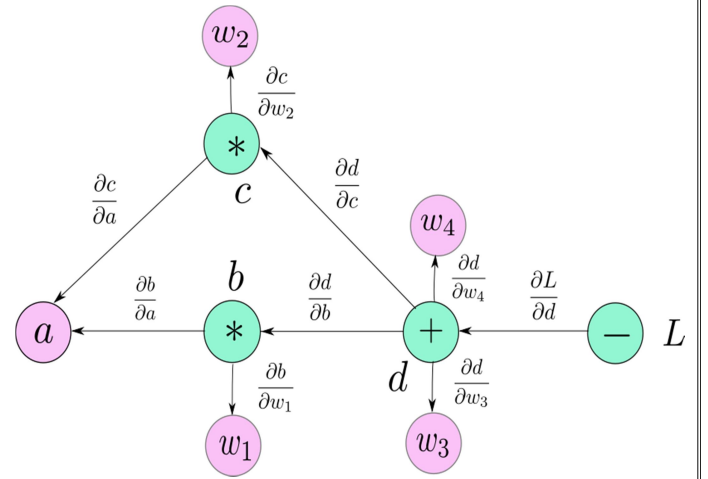 w₂
∂c/∂w₂
*
c
∂c/∂a
∂d/∂c
w₄
∂d/∂w₄
b
∂b/∂a
∂d/∂b
∂L/∂d
a
*
+
−
L
d
∂b/∂w₁
∂d/∂w₃
w₁
w₃